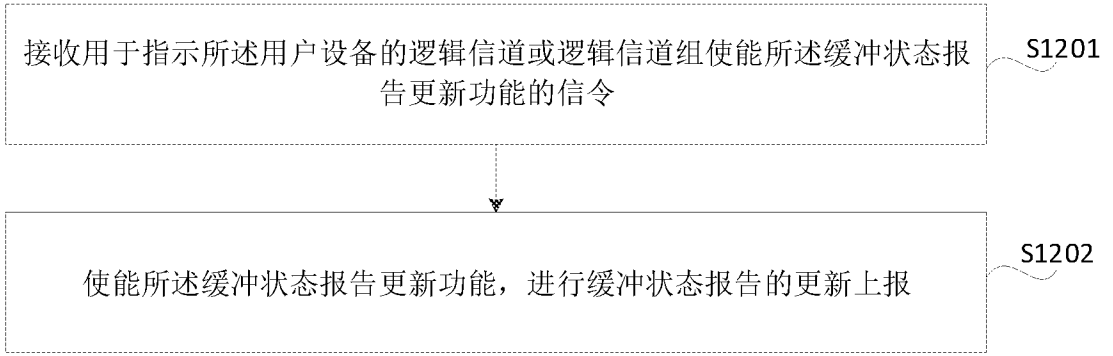 接收用于指示所述用户设备的逻辑信道或逻辑信道组使能所述缓冲状态报
告更新功能的信令
S1201
使能所述缓冲状态报告更新功能，进行缓冲状态报告的更新上报
S1202